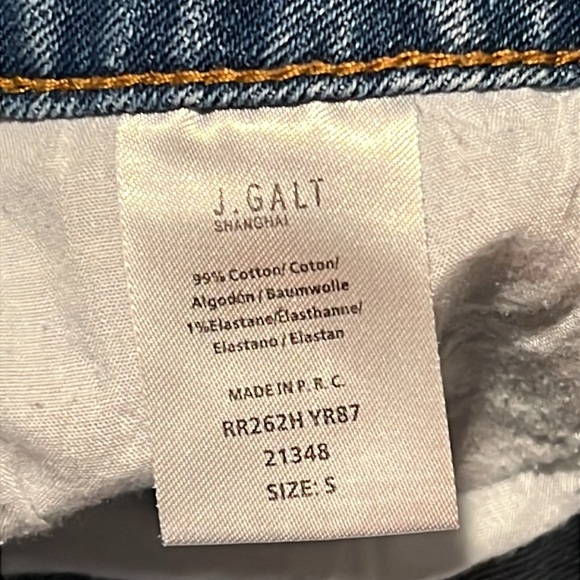 J.GALT
SHANGHAI
99% Cotton/ Coton/
Algodón / Baumwolle
1%Elastane/Elasthanne/
Elastano / Elastan
MADE IN P. R. C.
RR262H YR87
21348
SIZE: S